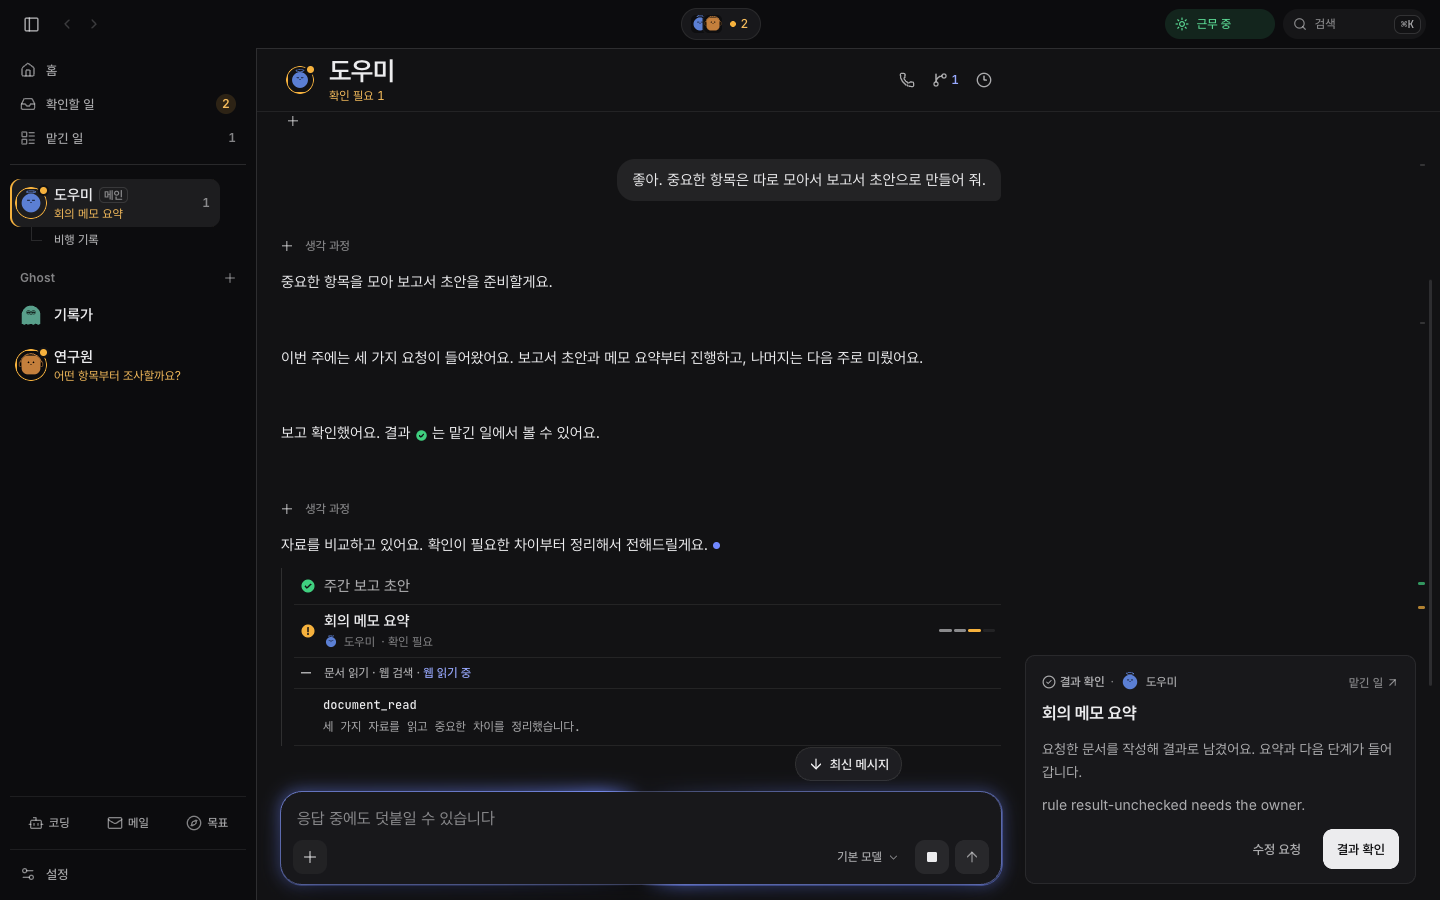 2
근무 중
검색
⌘K
홈
확인할 일
2
맡긴 일
1
도우미
메인
회의 메모 요약
1
비행 기록
Ghost
기록가
연구원
어떤 항목부터 조사할까요?
코딩
메일
목표
설정
도우미
확인 필요 1
1
좋아. 중요한 항목은 따로 모아서 보고서 초안으로 만들어 줘.
생각 과정
중요한 항목을 모아 보고서 초안을 준비할게요.
이번 주에는 세 가지 요청이 들어왔어요. 보고서 초안과 메모 요약부터 진행하고, 나머지는 다음 주로 미뤘어요.
보고 확인했어요. 결과 는 맡긴 일에서 볼 수 있어요.
생각 과정
자료를 비교하고 있어요. 확인이 필요한 차이부터 정리해서 전해드릴게요.
주간 보고 초안
회의 메모 요약
도우미 · 확인 필요
문서 읽기 · 웹 검색 · 웹 읽기 중
document_read
세 가지 자료를 읽고 중요한 차이를 정리했습니다.
최신 메시지
응답 중에도 덧붙일 수 있습니다
기본 모델
결과 확인 · 도우미
맡긴 일
회의 메모 요약
요청한 문서를 작성해 결과로 남겼어요. 요약과 다음 단계가 들어
갑니다.
rule result-unchecked needs the owner.
수정 요청
결과 확인